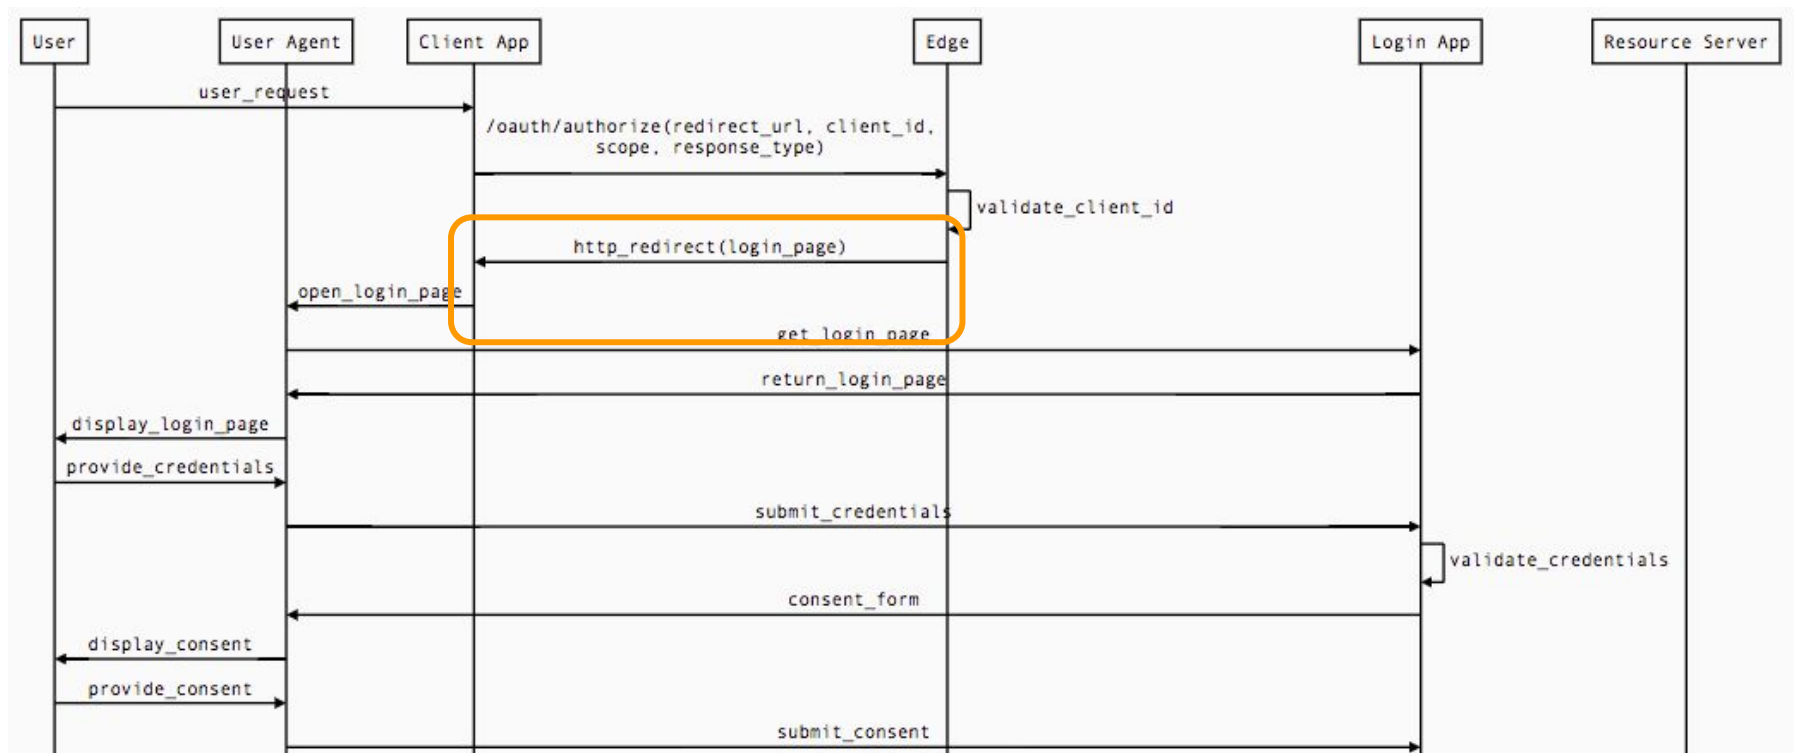 User
User Agent
Client App
Edge
Login App
Resource Server
user_request
/oauth/authorize(redirect_url, client_id,
scope, response_type)
validate_client_id
http_redirect(login_page)
open_login_page
get_login_page
return_login_page
display_login_page
provide_credentials
submit_credentials
validate_credentials
consent_form
display_consent
provide_consent
submit_consent